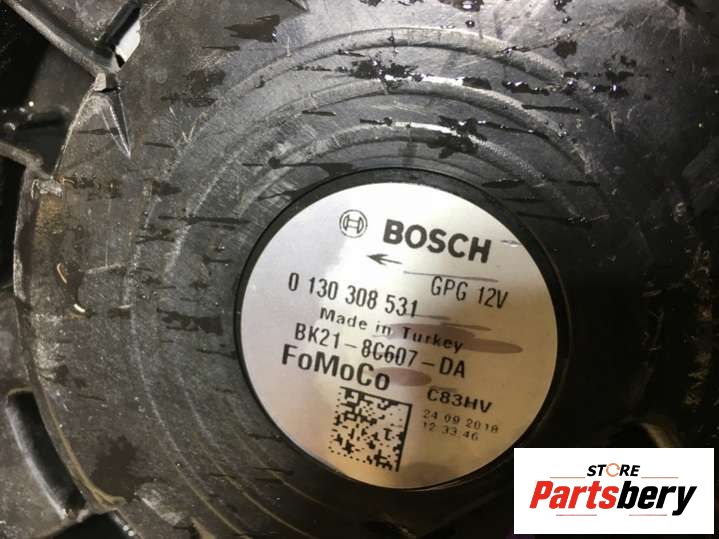 BOSCH
GPG 12V
0 130 308 531
Made in Turkey
BK21-8C607-DA
FoMoCo
C83HV
24 09 2018
12:33:46
STORE
Partsbery